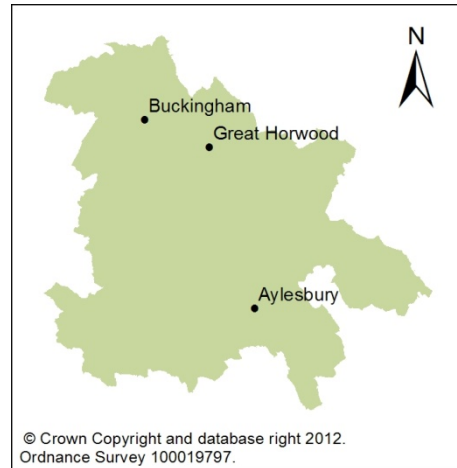 N
Buckingham
Great Horwood
Aylesbury
© Crown Copyright and database right 2012.
Ordnance Survey 100019797.